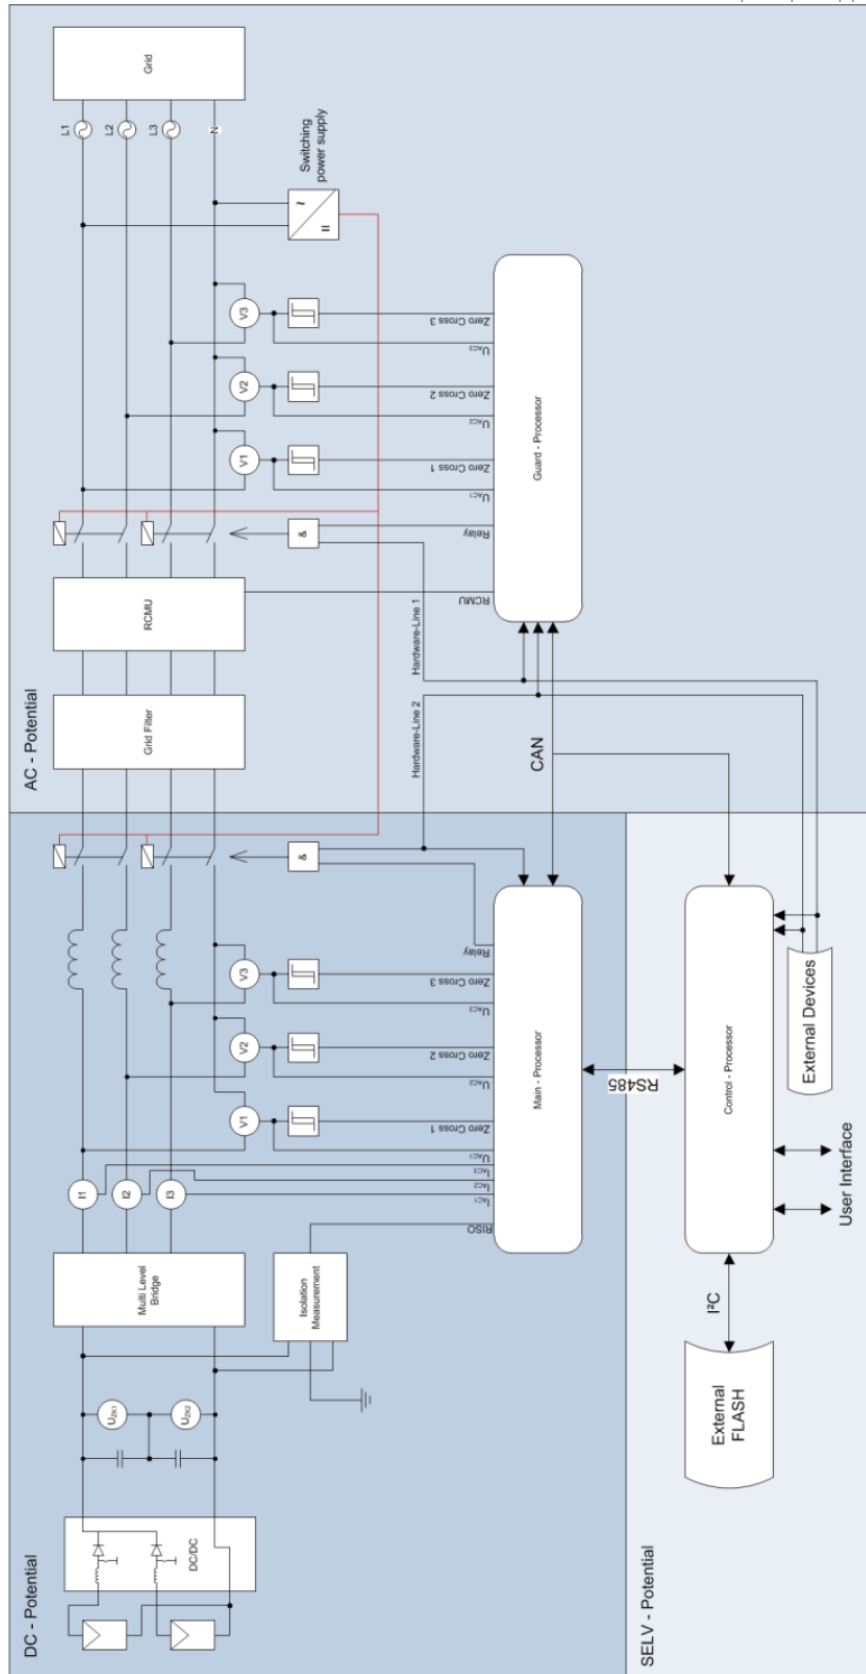 DC - Potential
AC - Potential
SELV - Potential
DC/DC
UZK1
UZK2
Multi Level
Bridge
Isolation
Measurement
I1
I2
I3
V1
V2
V3
Grid Filter
RCMU
V1
V2
V3
L1
L2
L3
N
Grid
Switching
power supply
~
=
&
&
RISO
IAC1
IAC2
IAC3
UAC1
Zero Cross 1
UAC2
Zero Cross 2
UAC3
Zero Cross 3
Relay
Hardware-Line 2
Hardware-Line 1
RCMU
Relay
UAC1
Zero Cross 1
UAC2
Zero Cross 2
UAC3
Zero Cross 3
Main - Processor
Guard - Processor
CAN
RS485
Control - Processor
I²C
External
FLASH
User Interface
External Devices